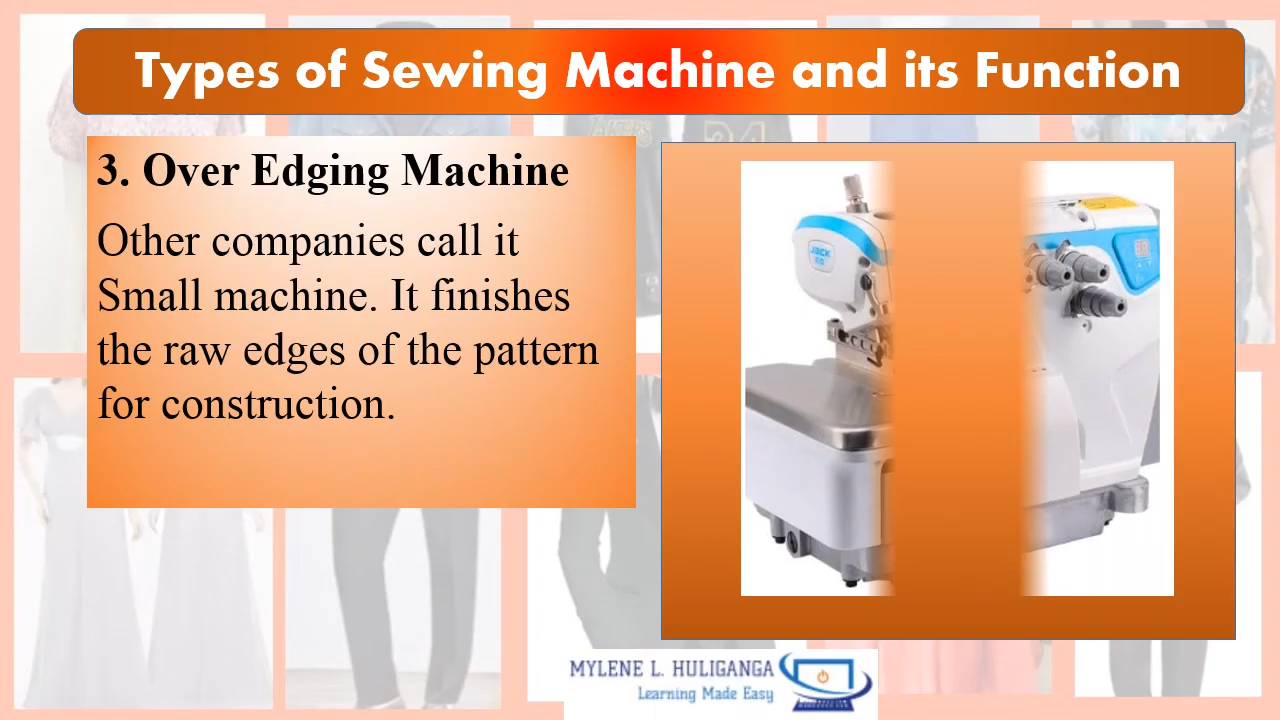 Types of Sewing Machine and its Function
3. Over Edging Machine
Other companies call it
Small machine. It finishes
the raw edges of the pattern
for construction.
JACK
MYLENE L. HULIGANGA
Learning Made Easy